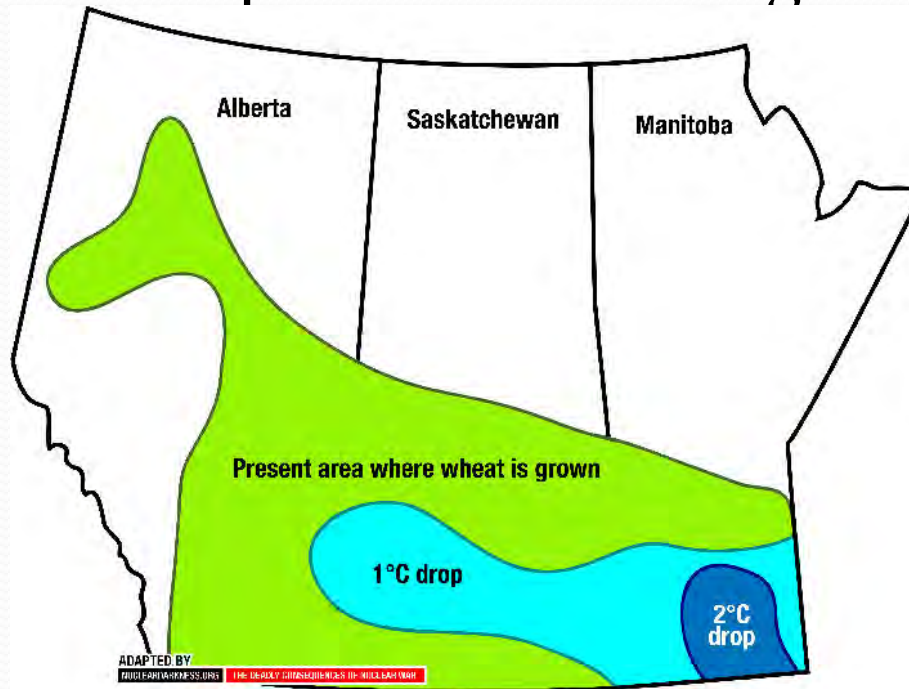 Alberta
Saskatchewan
Manitoba
Present area where wheat is grown
1°C drop
2°C
drop
ADAPTED BY
NUCLEARDARKNESS.ORG THE DEADLY CONSEQUENCES OF NUCLEAR WAR